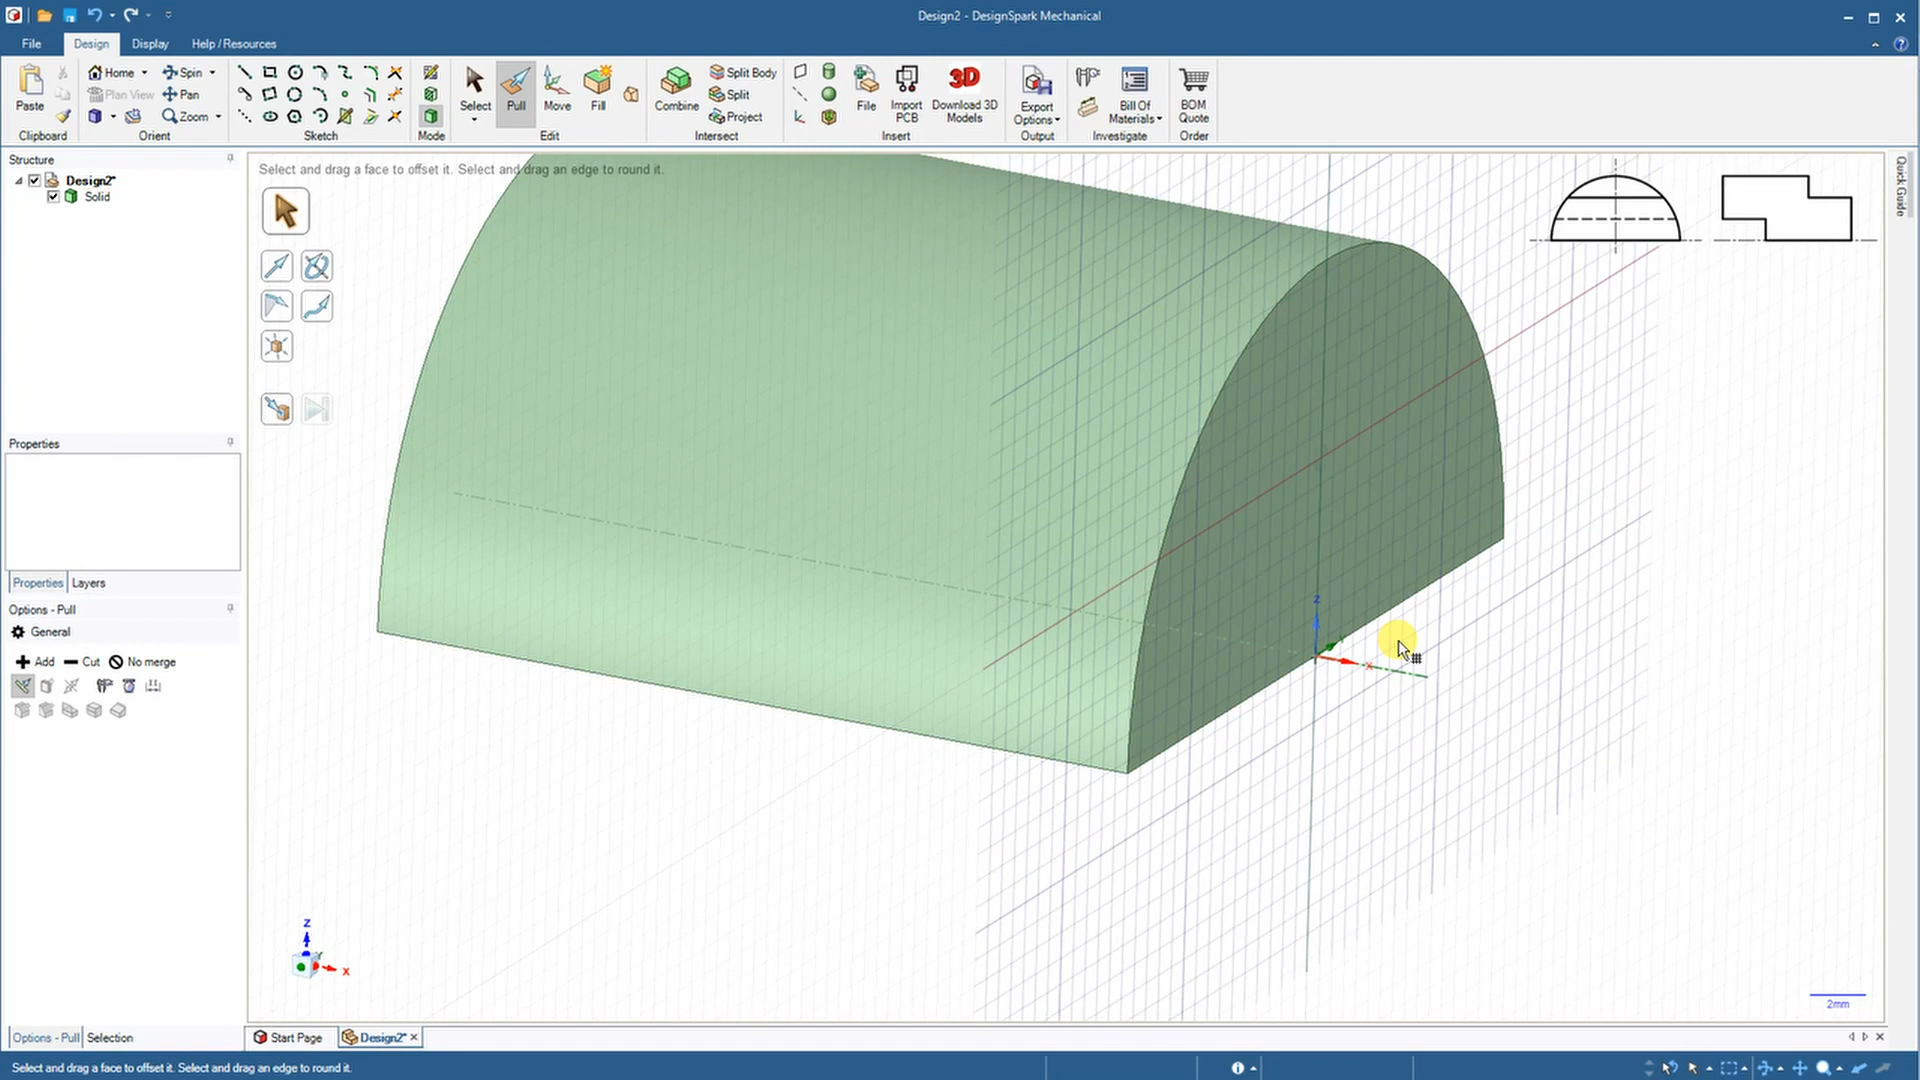 Design2 - DesignSpark Mechanical
File Design Display Help / Resources
Paste
Home
Spin
Plan View
Pan
Zoom
Select
Pull
Move
Fill
Combine
Split Body
Split
Project
File
Import PCB
Download 3D Models
3D
Export Options
Bill Of Materials
BOM Quote
Clipboard Orient Sketch Mode Edit Intersect Insert Output Investigate Order
Structure
Design2*
Solid
Properties
Properties Layers
Options - Pull
General
Add Cut No merge
Options - Pull Selection
Select and drag a face to offset it. Select and drag an edge to round it.
Z
X
Z
Y
X
2mm
Quick Guide
Start Page Design2*
Select and drag a face to offset it. Select and drag an edge to round it.